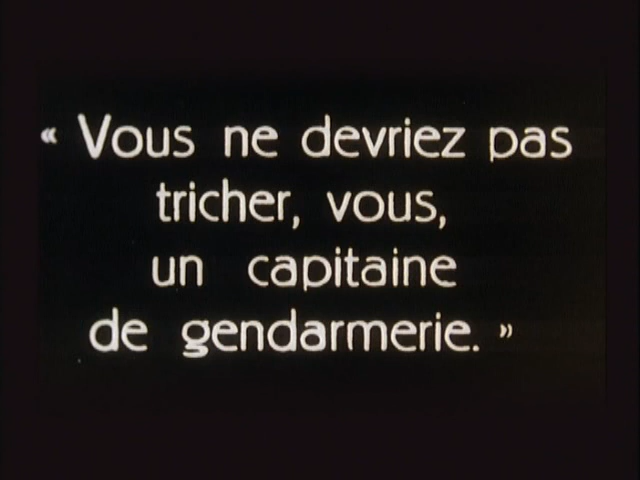 « Vous ne devriez pas
tricher, vous,
un capitaine
de gendarmerie. »